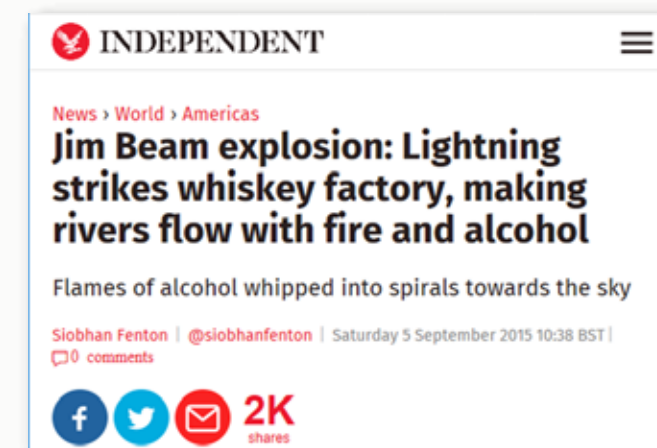 INDEPENDENT
News › World › Americas
Jim Beam explosion: Lightning
strikes whiskey factory, making
rivers flow with fire and alcohol
Flames of alcohol whipped into spirals towards the sky
Siobhan Fenton | @siobhanfenton | Saturday 5 September 2015 10:38 BST |
0 comments
f 2K
shares